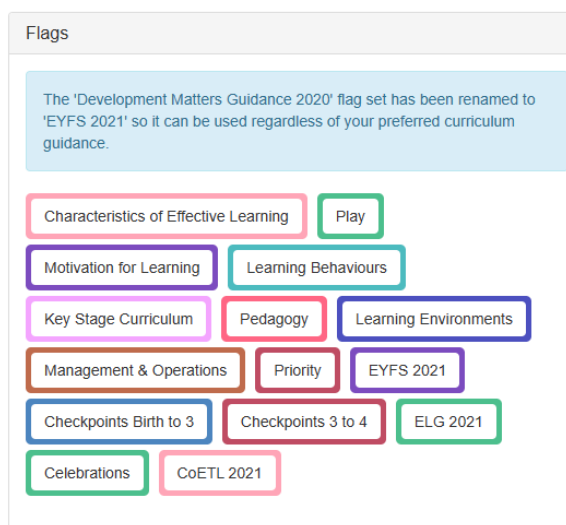 Flags
The 'Development Matters Guidance 2020' flag set has been renamed to
'EYFS 2021' so it can be used regardless of your preferred curriculum
guidance.
Characteristics of Effective Learning Play
Motivation for Learning Learning Behaviours
Key Stage Curriculum Pedagogy Learning Environments
Management & Operations Priority EYFS 2021
Checkpoints Birth to 3 Checkpoints 3 to 4 ELG 2021
Celebrations CoETL 2021